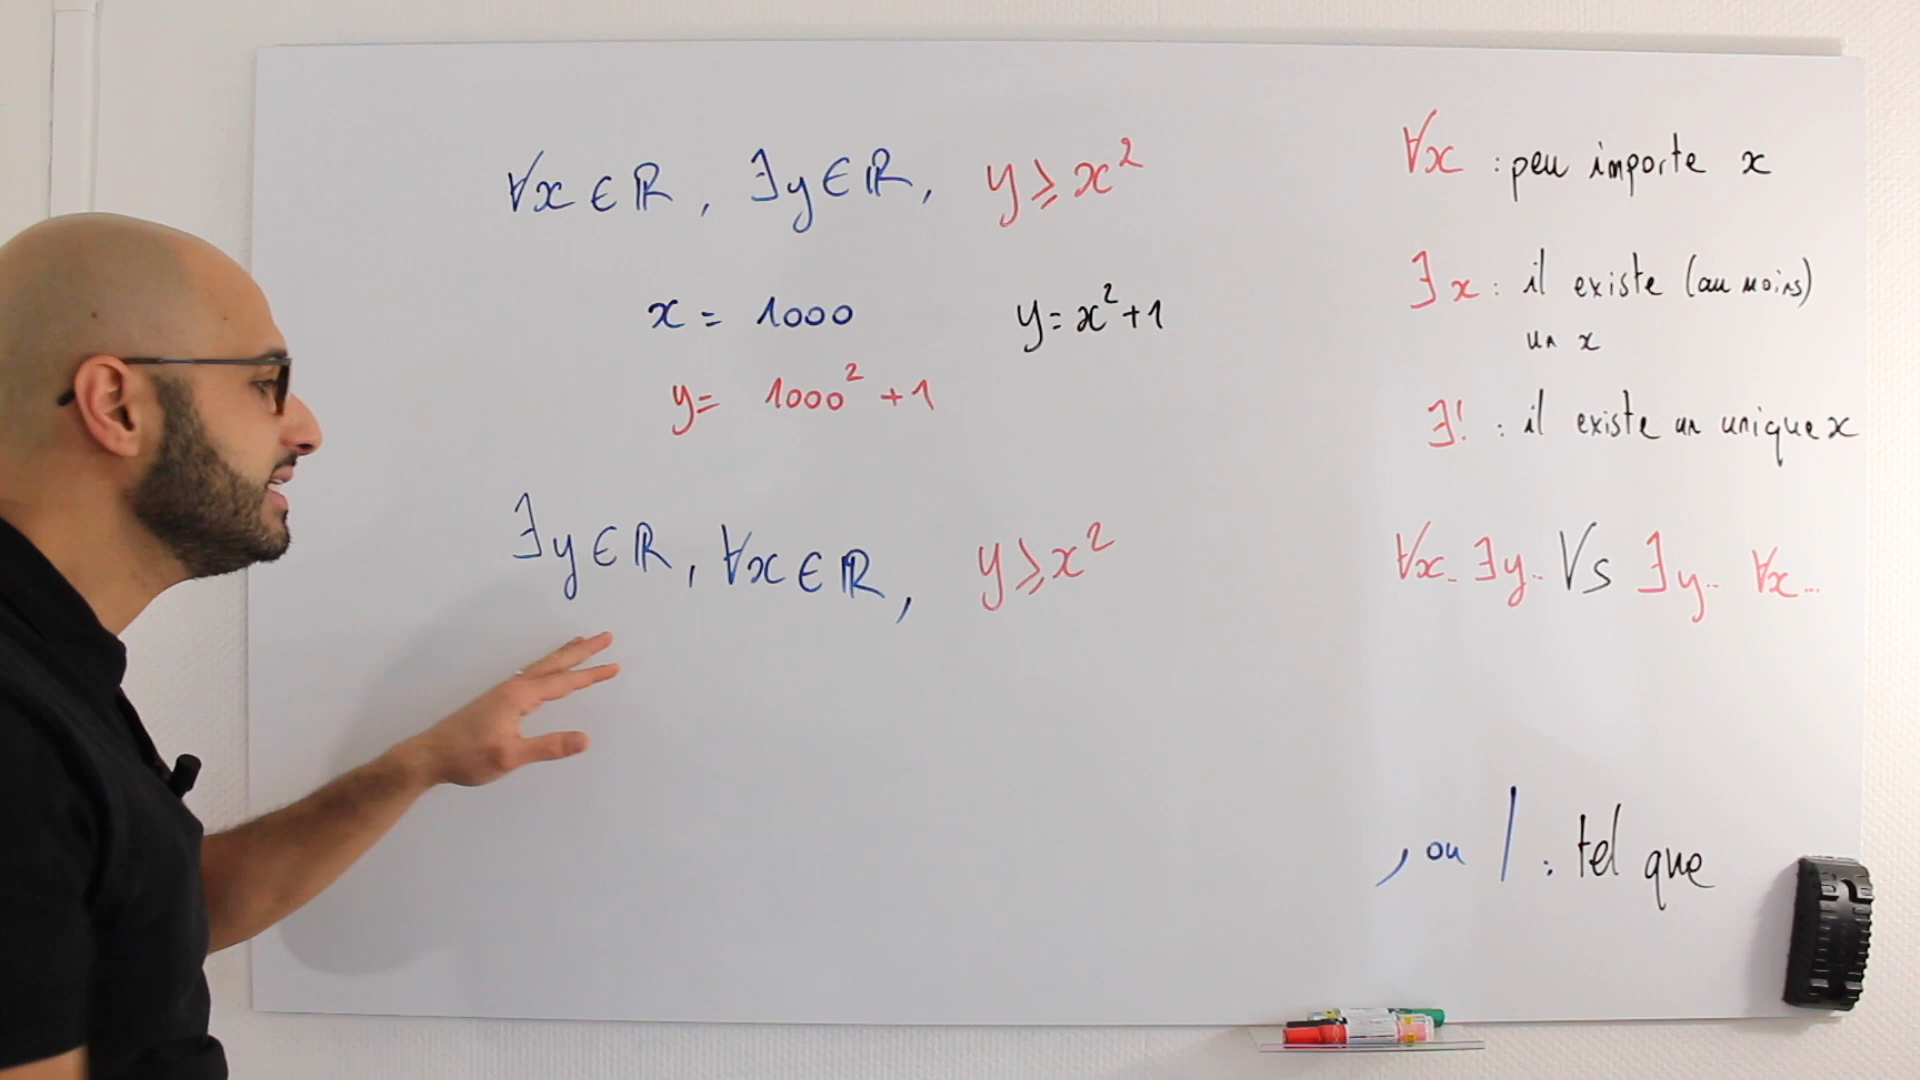 ∀x ∈ ℝ, ∃y ∈ ℝ, y ⩾ x²
x = 1000 y = x² + 1
y = 1000² + 1
∃y ∈ ℝ, ∀x ∈ ℝ, y ⩾ x²
∀x : peu importe x
∃x : il existe (au moins)
un x
∃! : il existe un unique x
∀x.. ∃y.. Vs ∃y.. ∀x...
, ou / : tel que